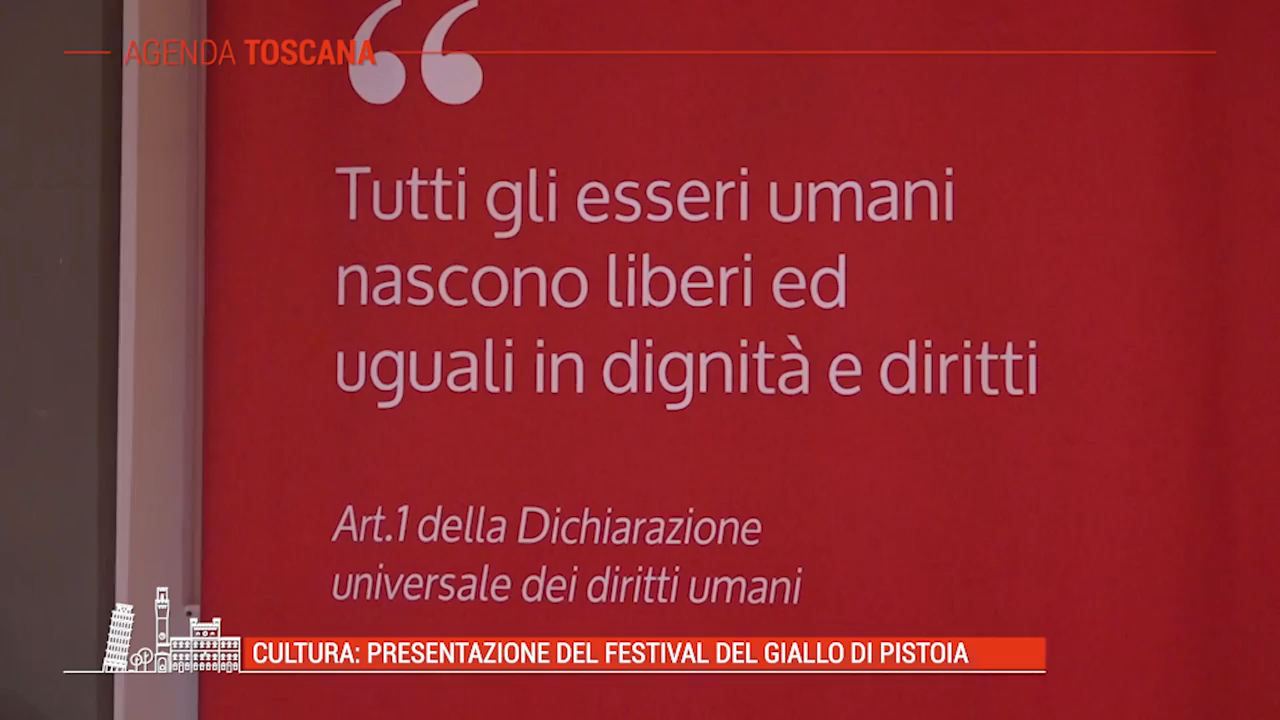 AGENDA TOSCANA
“
Tutti gli esseri umani
nascono liberi ed
uguali in dignità e diritti
Art.1 della Dichiarazione
universale dei diritti umani
CULTURA: PRESENTAZIONE DEL FESTIVAL DEL GIALLO DI PISTOIA